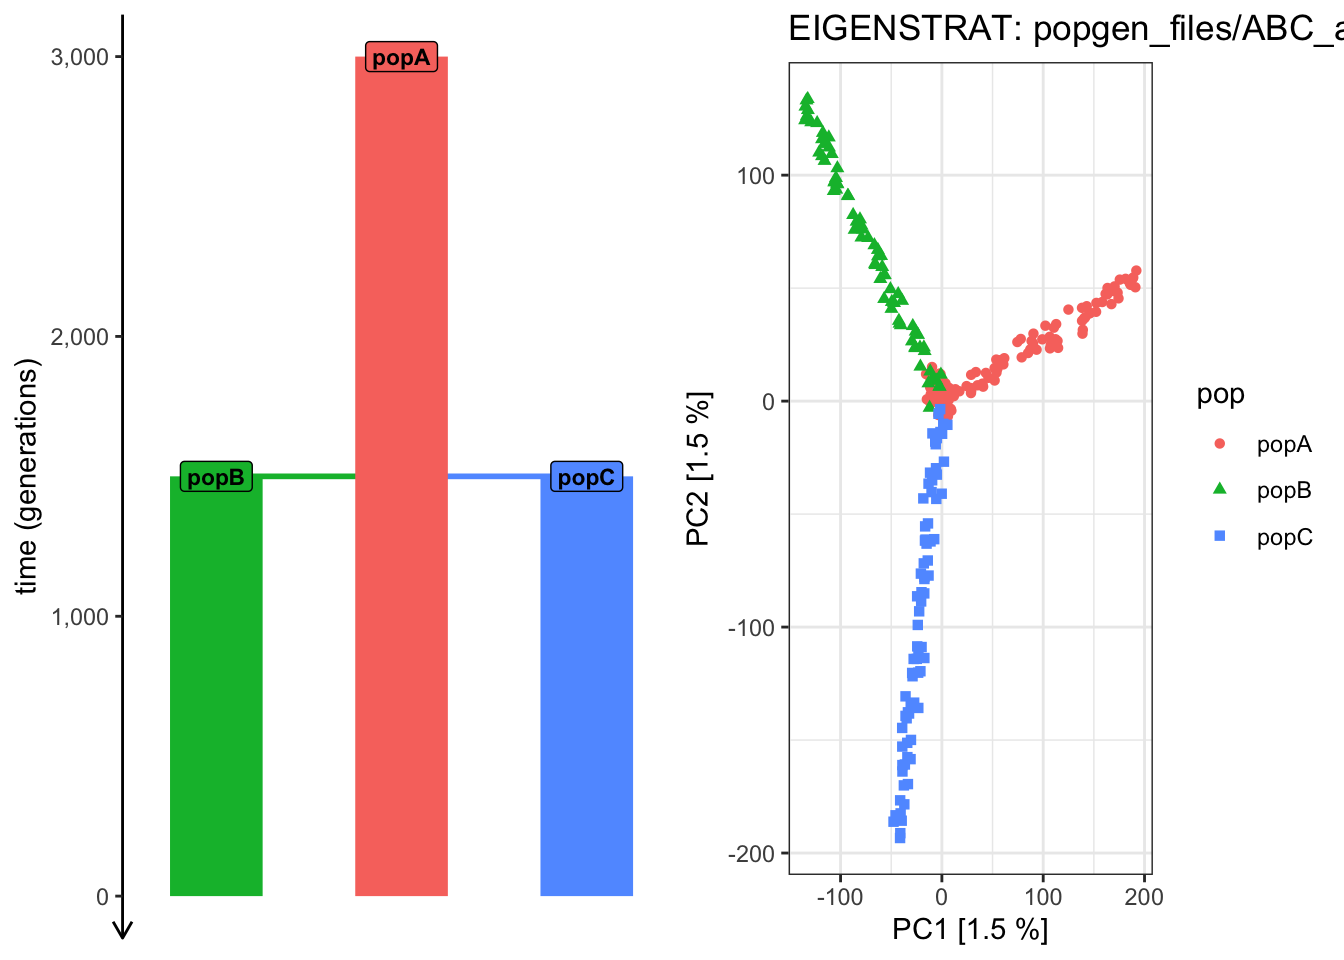 time (generations)
3,000
2,000
1,000
0
popA
popB
popC
EIGENSTRAT: popgen_files/ABC_a
PC2 [1.5 %]
100
0
-100
-200
-100
0
100
200
PC1 [1.5 %]
pop
popA
popB
popC